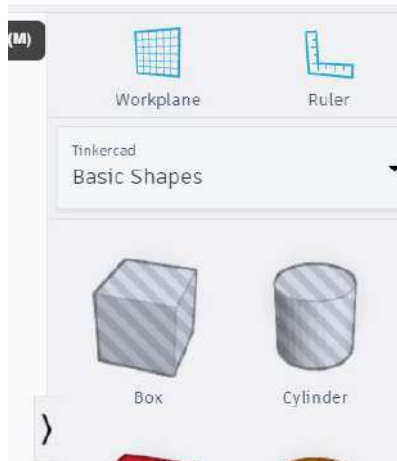 (M)
Workplane Ruler
Tinkercad
Basic Shapes
Box Cylinder